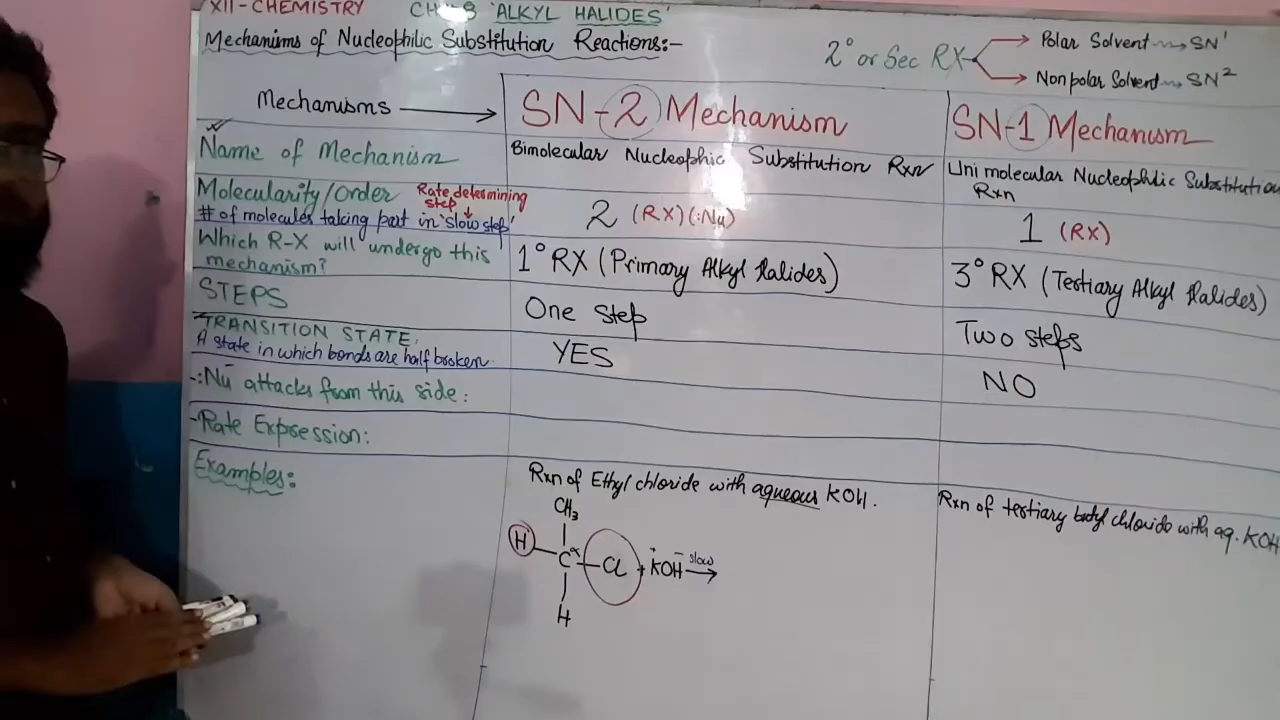 XII-CHEMISTRY CH-8 'ALKYL HALIDES'
Mechanisms of Nucleophilic Substitution Reactions:-
2° or Sec RX
Polar Solvent → SN1
Nonpolar Solvent → SN2
Mechanisms → SN-2 Mechanism SN-1 Mechanism
Name of Mechanism
Bimolecular Nucleophic Substitution Rxn
Unimolecular Nucleophilic Substitution
Rxn
Molecularity/Order
Rate determining
step ↓
# of molecules taking part in 'slow step'
2 (RX)(:Nu)
1 (RX)
Which R-X will undergo this
mechanism?
1° RX (Primary Alkyl Halides)
3° RX (Tertiary Alkyl Halides)
STEPS
One Step
Two steps
TRANSITION STATE:
A state in which bonds are half broken.
YES
NO
-:Nu attacks from this side:
-Rate Expression:
Examples:
Rxn of Ethyl chloride with aqueous KOH.
Rxn of tertiary butyl chloride with aq. KOH
CH3
H-Cα-Cl + K+OH- slow →
H